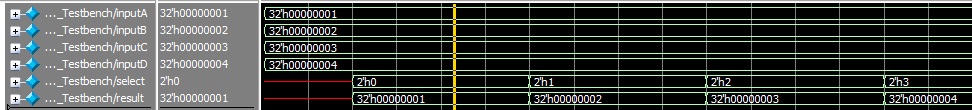 ..._Testbench/inputA 32'h00000001 32'h00000001
..._Testbench/inputB 32'h00000002 32'h00000002
..._Testbench/inputC 32'h00000003 32'h00000003
..._Testbench/inputD 32'h00000004 32'h00000004
..._Testbench/select 2'h0 2'h0 2'h1 2'h2 2'h3
..._Testbench/result 32'h00000001 32'h00000001 32'h00000002 32'h00000003 32'h00000004